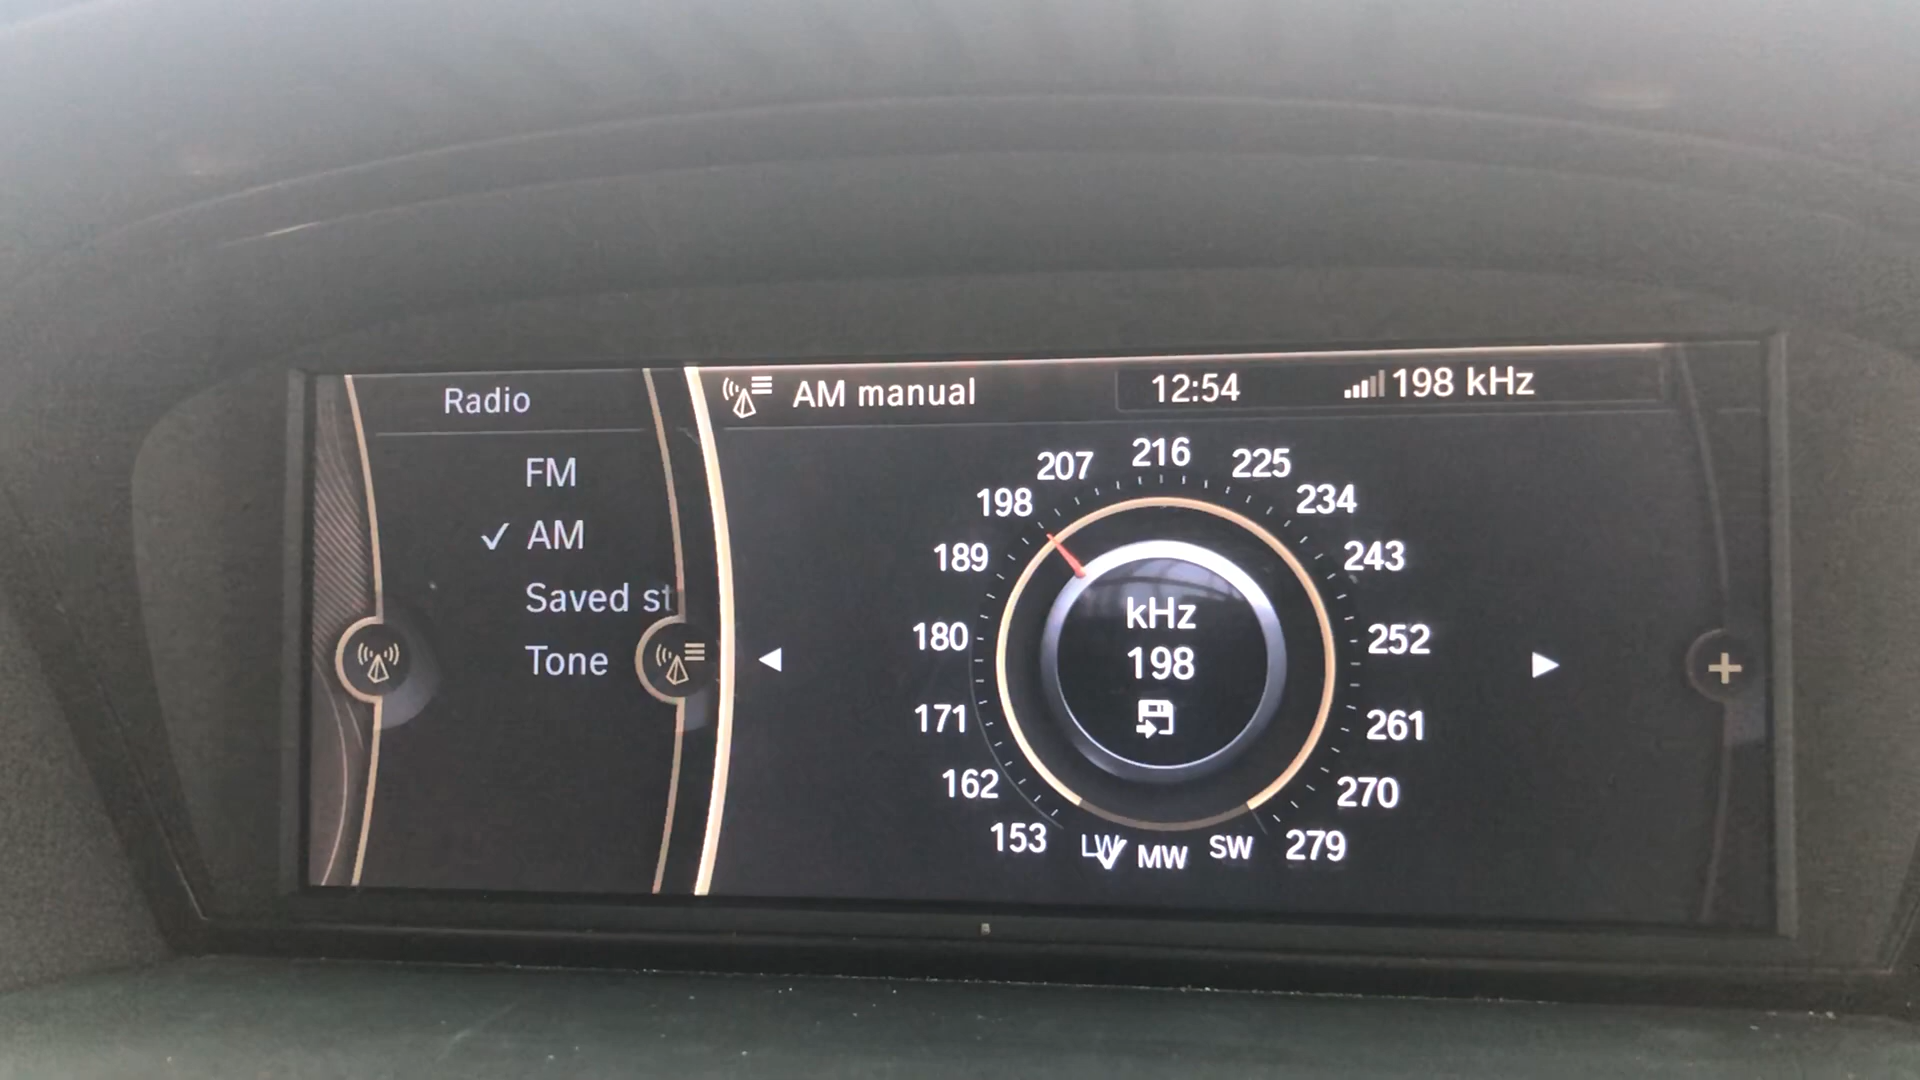 Radio
FM
✓ AM
Saved st
Tone
AM manual
12:54
198 kHz
153
162
171
180
189
198
207
216
225
234
243
252
261
270
279
kHz
198
LW
MW
SW